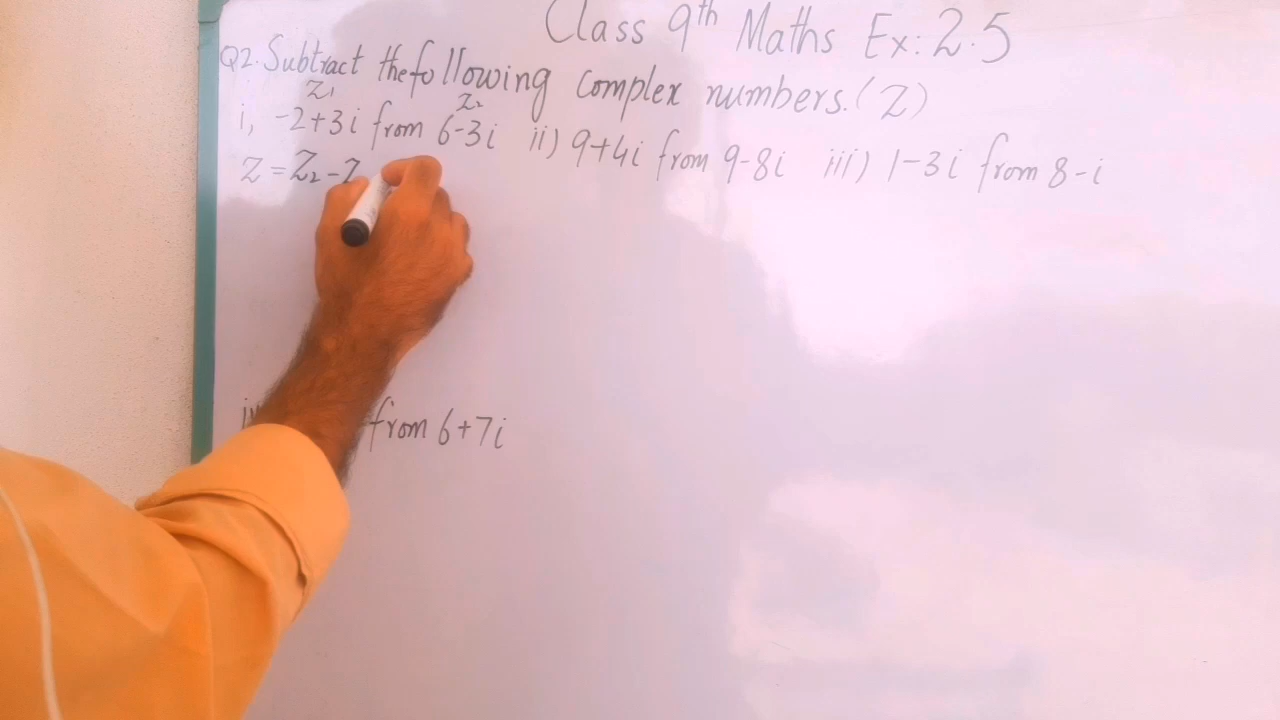 Class 9th Maths Ex: 2.5
Q2. Subtract the following complex numbers. (Z)
Z1 Z2
i, -2+3i from 6-3i ii) 9+4i from 9-8i iii) 1-3i from 8-i
Z = Z2 - Z
from 6+7i